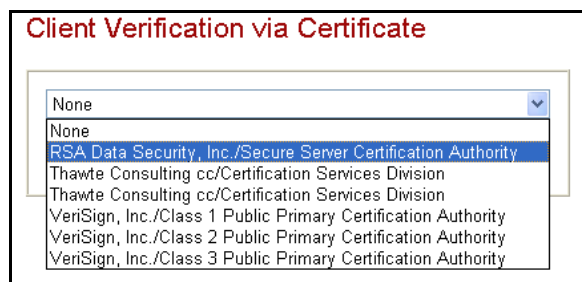 Client Verification via Certificate
None
None
RSA Data Security, Inc./Secure Server Certification Authority
Thawte Consulting cc/Certification Services Division
Thawte Consulting cc/Certification Services Division
VeriSign, Inc./Class 1 Public Primary Certification Authority
VeriSign, Inc./Class 2 Public Primary Certification Authority
VeriSign, Inc./Class 3 Public Primary Certification Authority